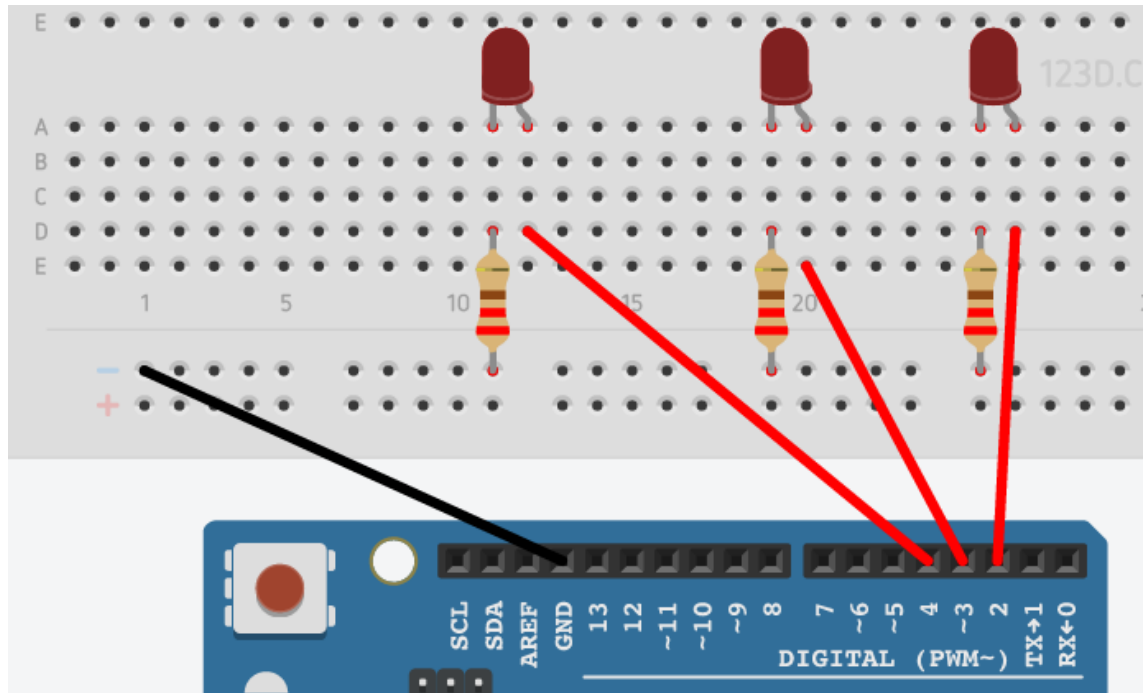 E
123D.C
A
B
C
D
E
1 5 10 15 20
−
+
SCL SDA AREF GND 13 12 ~11 ~10 ~9 8 7 ~6 ~5 4 ~3 2 TX→1 RX←0
DIGITAL (PWM~)